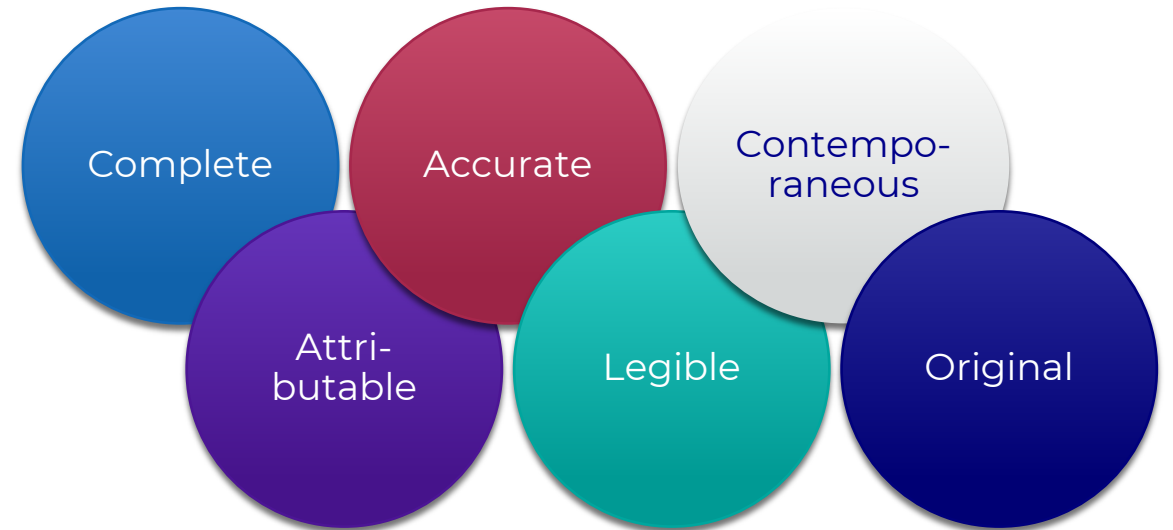 Complete
Attri-
butable
Accurate
Legible
Contempo-
raneous
Original